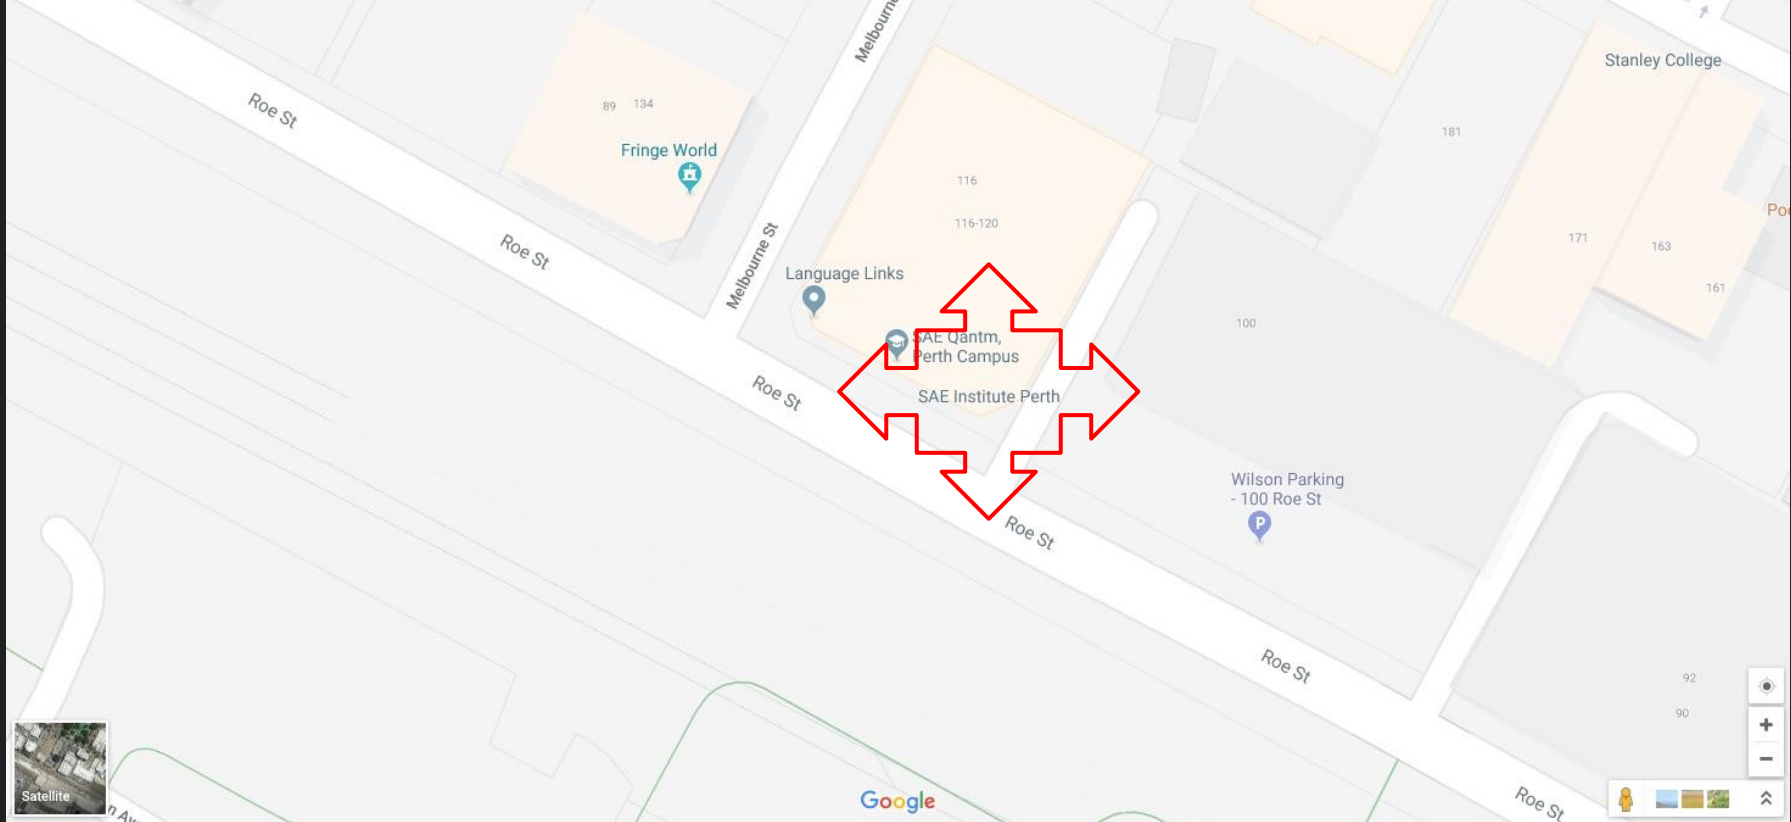 Melbourne
Stanley College
Roe St
89
134
181
Fringe World
116
116-120
Roe St
Melbourne St
171
163
161
Language Links
100
SAE Qantm,
Perth Campus
Roe St
SAE Institute Perth
Wilson Parking
- 100 Roe St
P
Roe St
Roe St
92
90
Satellite
Google
Roe St